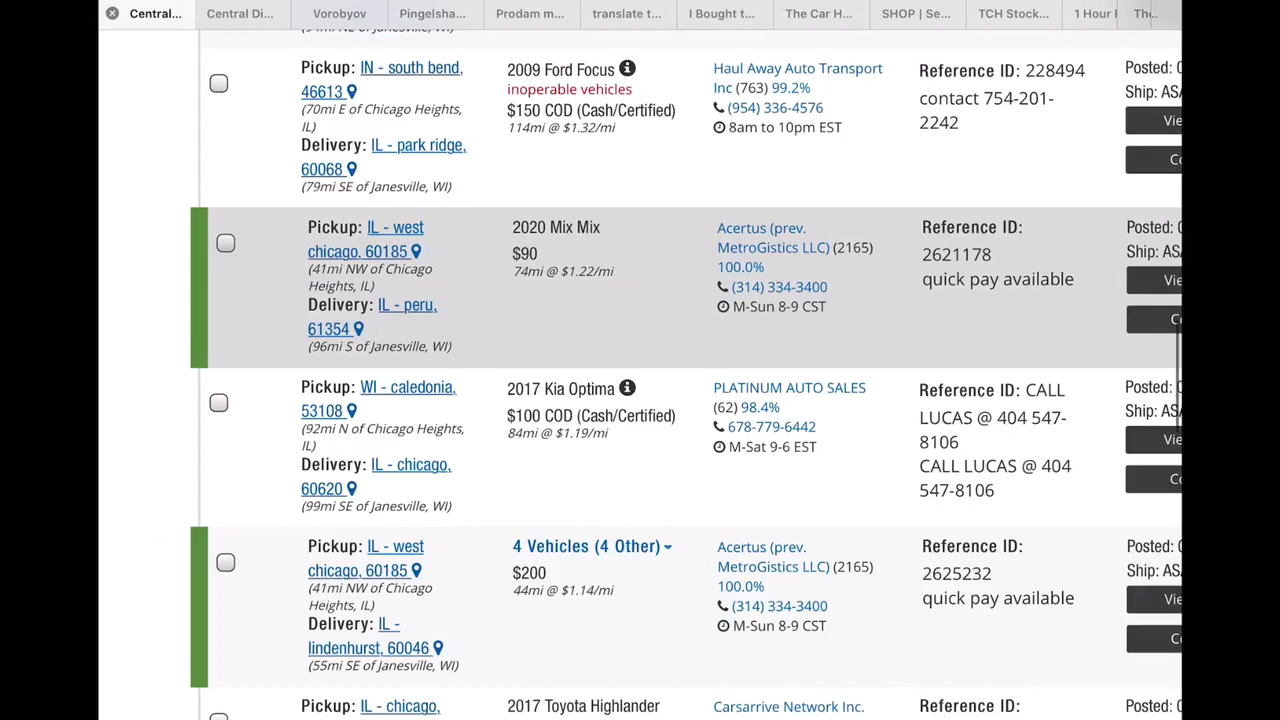 Central...
Central Di...
Vorobyov
Pingelsha...
Prodam m...
translate t...
I Bought t...
The Car H...
SHOP | Se...
TCH Stock...
1 Hour
Th..
Pickup: IN - south bend,
46613
(70mi E of Chicago Heights,
IL)
Delivery: IL - park ridge,
60068
(79mi SE of Janesville, WI)
2009 Ford Focus
inoperable vehicles
$150 COD (Cash/Certified)
114mi @ $1.32/mi
Haul Away Auto Transport
Inc (763) 99.2%
(954) 336-4576
8am to 10pm EST
Reference ID: 228494
contact 754-201-
2242
Posted:
Ship: AS
Vie
Pickup: IL - west
chicago, 60185
(41mi NW of Chicago
Heights, IL)
Delivery: IL - peru,
61354
(96mi S of Janesville, WI)
2020 Mix Mix
$90
74mi @ $1.22/mi
Acertus (prev.
MetroGistics LLC) (2165)
100.0%
(314) 334-3400
M-Sun 8-9 CST
Reference ID:
2621178
quick pay available
Posted:
Ship: AS
Vie
Pickup: WI - caledonia,
53108
(92mi N of Chicago Heights,
IL)
Delivery: IL - chicago,
60620
(99mi SE of Janesville, WI)
2017 Kia Optima
$100 COD (Cash/Certified)
84mi @ $1.19/mi
PLATINUM AUTO SALES
(62) 98.4%
678-779-6442
M-Sat 9-6 EST
Reference ID: CALL
LUCAS @ 404 547-
8106
CALL LUCAS @ 404
547-8106
Posted:
Ship: AS
Vie
Pickup: IL - west
chicago, 60185
(41mi NW of Chicago
Heights, IL)
Delivery: IL -
lindenhurst, 60046
(55mi SE of Janesville, WI)
4 Vehicles (4 Other)
$200
44mi @ $1.14/mi
Acertus (prev.
MetroGistics LLC) (2165)
100.0%
(314) 334-3400
M-Sun 8-9 CST
Reference ID:
2625232
quick pay available
Posted:
Ship: AS
Vie
Pickup: IL - chicago,
2017 Toyota Highlander
Carsarrive Network Inc.
Reference ID:
Posted: